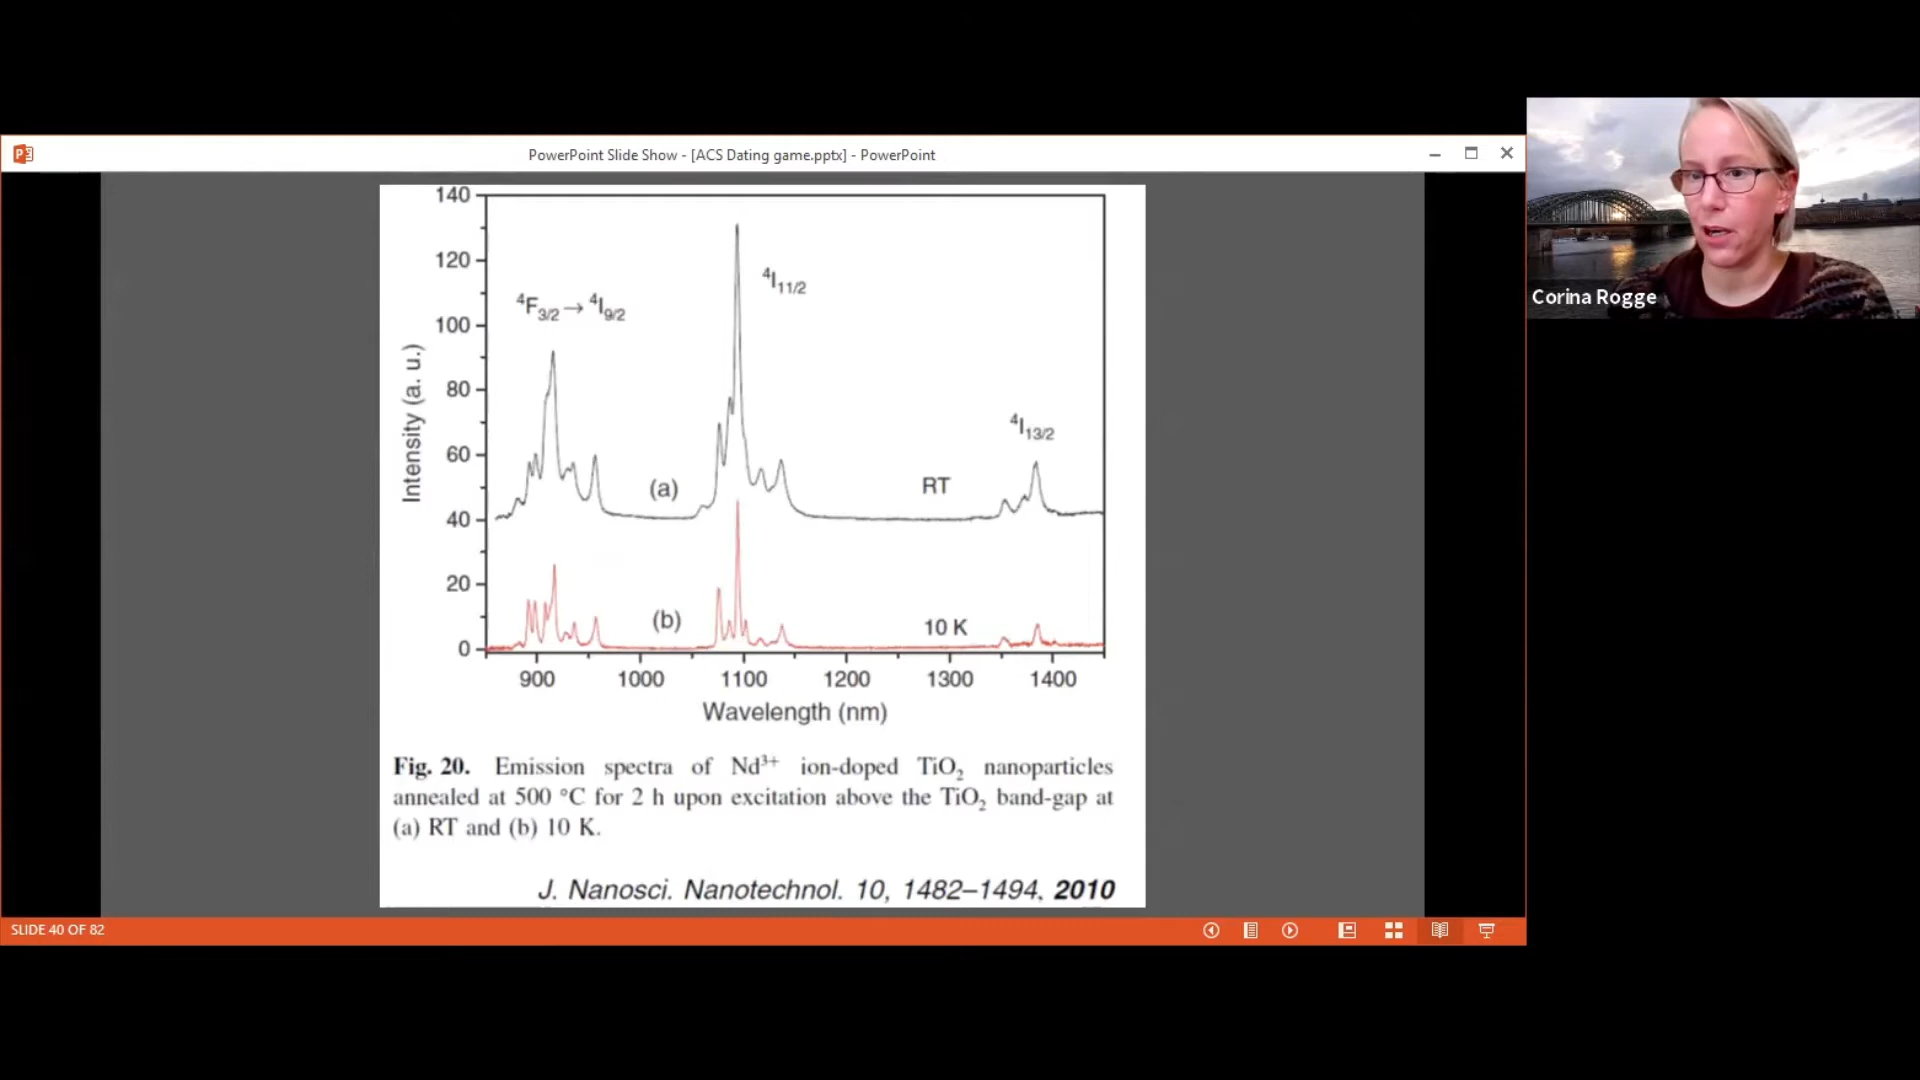 PowerPoint Slide Show - [ACS Dating game.pptx] - PowerPoint
140
120
100
80
60
40
20
0
Intensity (a. u.)
⁴F3/2 → ⁴I9/2
⁴I11/2
⁴I13/2
(a)
RT
(b)
10 K
900 1000 1100 1200 1300 1400
Wavelength (nm)
Fig. 20. Emission spectra of Nd³⁺ ion-doped TiO₂ nanoparticles
annealed at 500 °C for 2 h upon excitation above the TiO₂ band-gap at
(a) RT and (b) 10 K.
J. Nanosci. Nanotechnol. 10, 1482–1494, 2010
SLIDE 40 OF 82
Corina Rogge